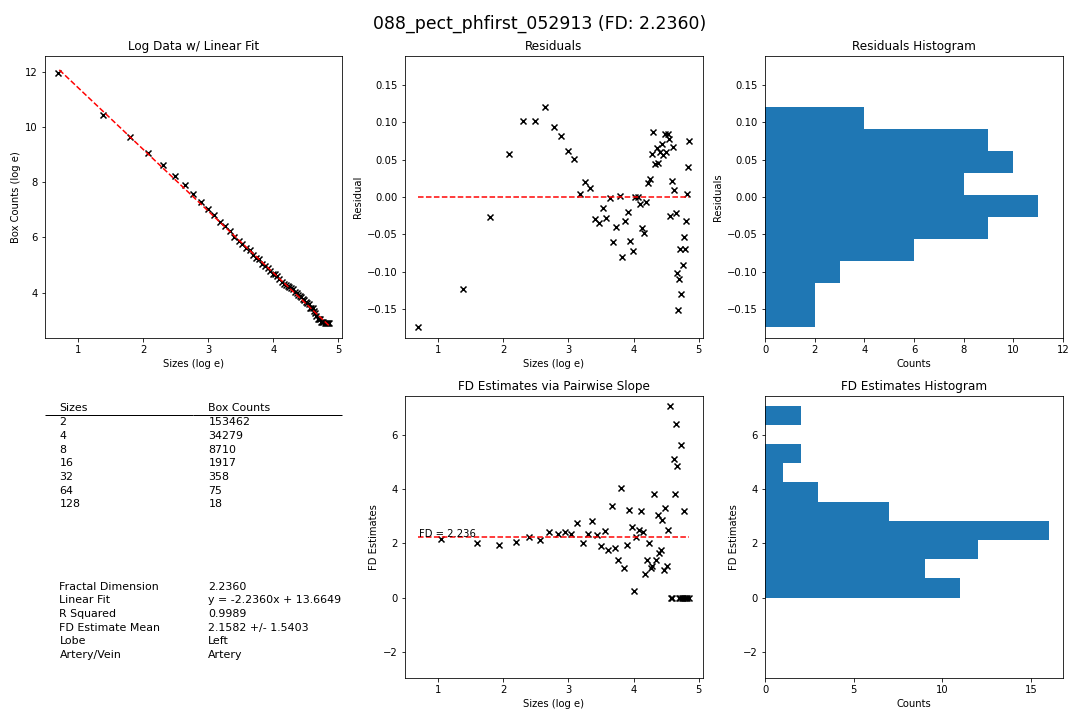 088_pect_phfirst_052913 (FD: 2.2360)
Log Data w/ Linear Fit
Box Counts (log e)
12
10
8
6
4
1 2 3 4 5
Sizes (log e)
Residuals
Residual
0.15
0.10
0.05
0.00
−0.05
−0.10
−0.15
1 2 3 4 5
Sizes (log e)
Residuals Histogram
Residuals
0.15
0.10
0.05
0.00
−0.05
−0.10
−0.15
0 2 4 6 8 10 12
Counts
Sizes Box Counts
2 153462
4 34279
8 8710
16 1917
32 358
64 75
128 18
Fractal Dimension 2.2360
Linear Fit y = -2.2360x + 13.6649
R Squared 0.9989
FD Estimate Mean 2.1582 +/- 1.5403
Lobe Left
Artery/Vein Artery
FD Estimates via Pairwise Slope
FD Estimates
6
4
2
0
−2
FD = 2.236
1 2 3 4 5
Sizes (log e)
FD Estimates Histogram
FD Estimates
6
4
2
0
−2
0 5 10 15
Counts